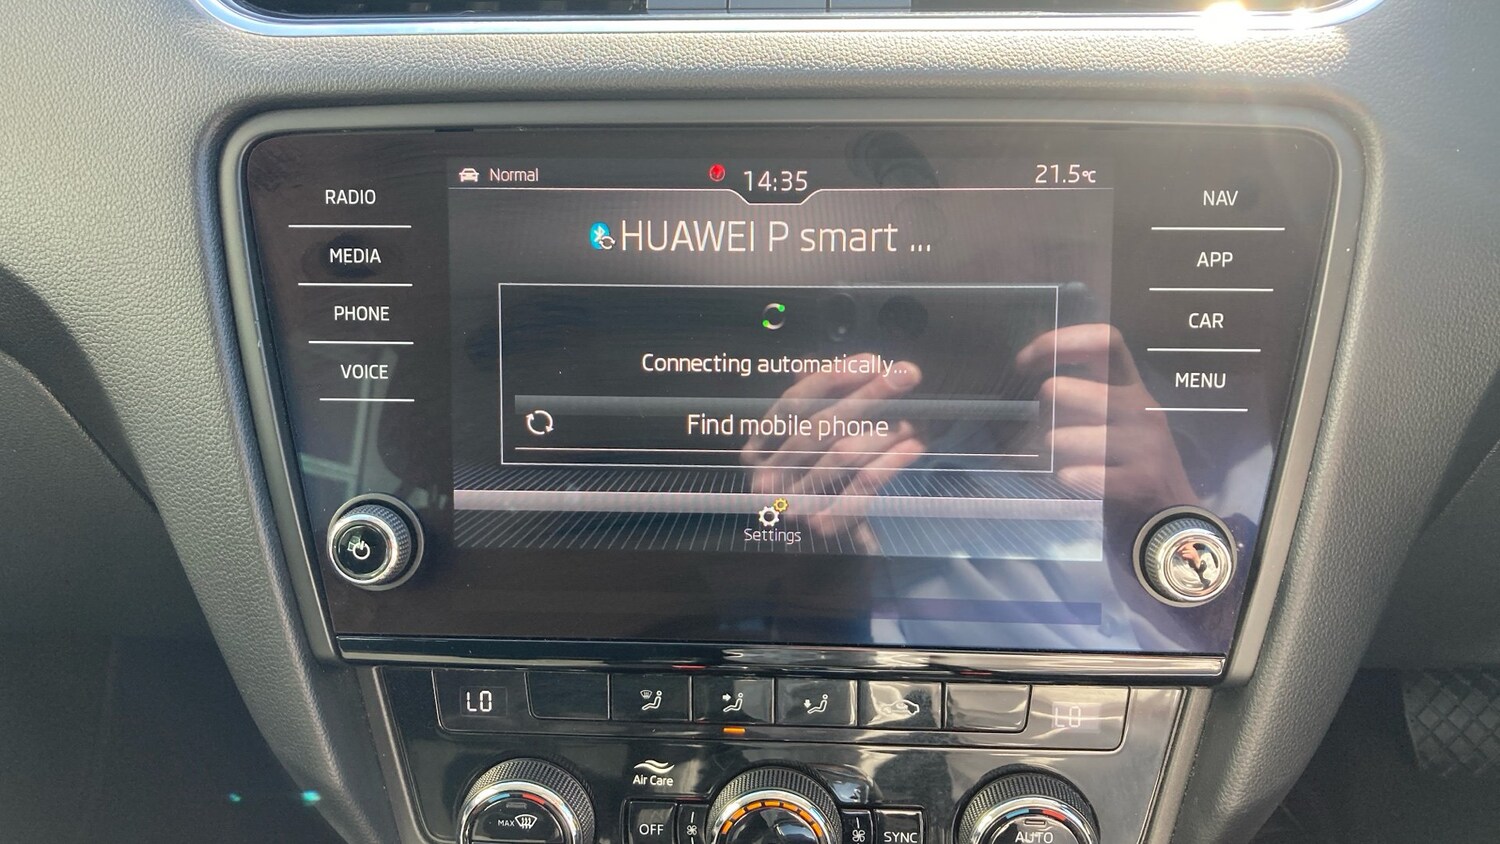 Normal
14:35
21.5°C
RADIO
MEDIA
PHONE
VOICE
HUAWEI P smart ...
Connecting automatically...
Find mobile phone
Settings
NAV
APP
CAR
MENU
LO
LO
Air Care
MAX
OFF
SYNC
AUTO